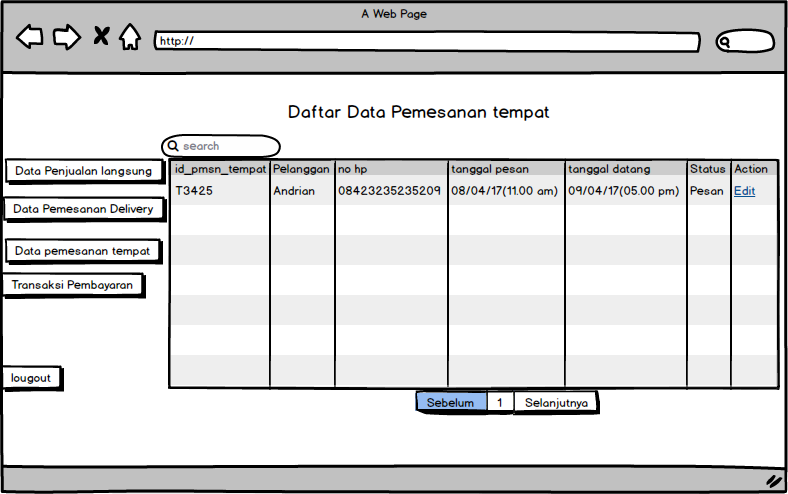 A Web Page
http://
Daftar Data Pemesanan tempat
search
Data Penjualan langsung
Data Pemesanan Delivery
Data pemesanan tempat
Transaksi Pembayaran
lougout
id_pmsn_tempat Pelanggan no hp tanggal pesan tanggal datang Status Action
T3425 Andrian 08423235235209 08/04/17(11.00 am) 09/04/17(05.00 pm) Pesan Edit
Sebelum 1 Selanjutnya